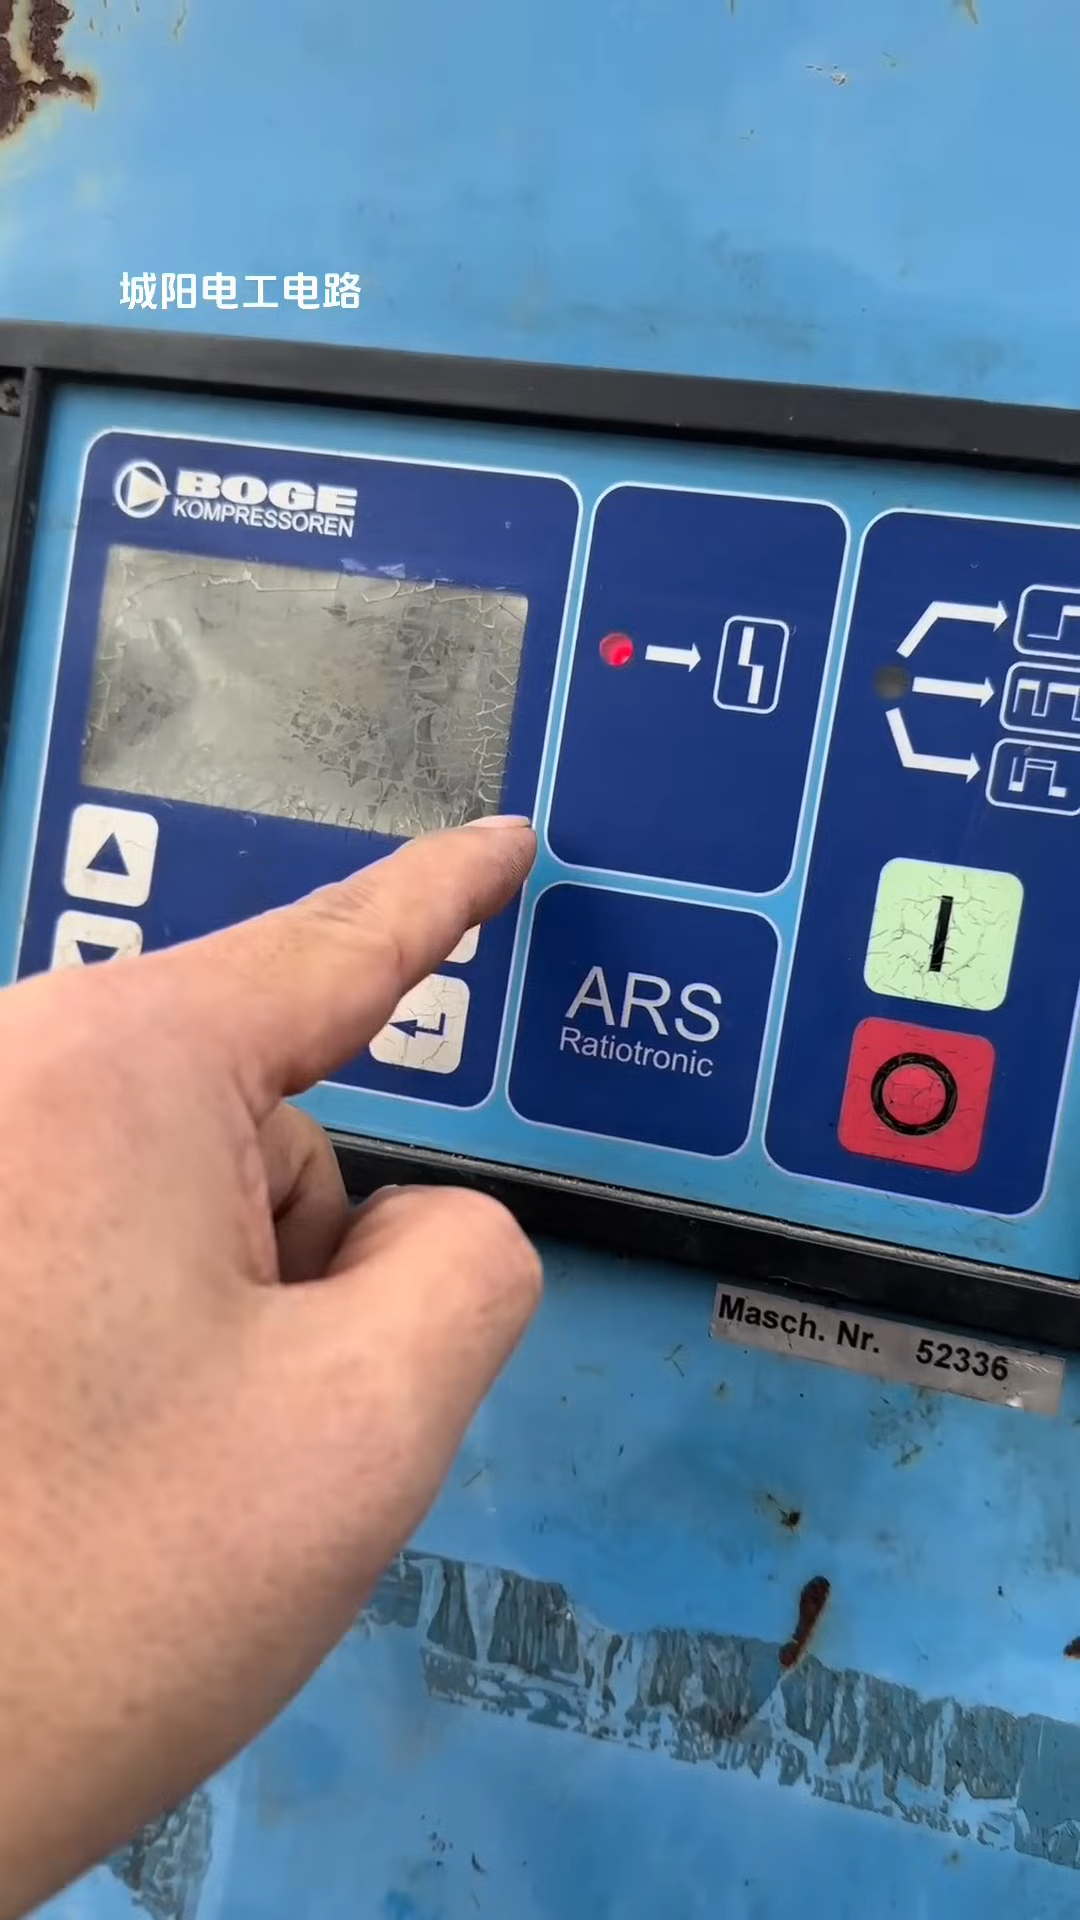 城阳电工电路
BOGE
KOMPRESSOREN
ARS
Ratiotronic
Masch. Nr. 52336